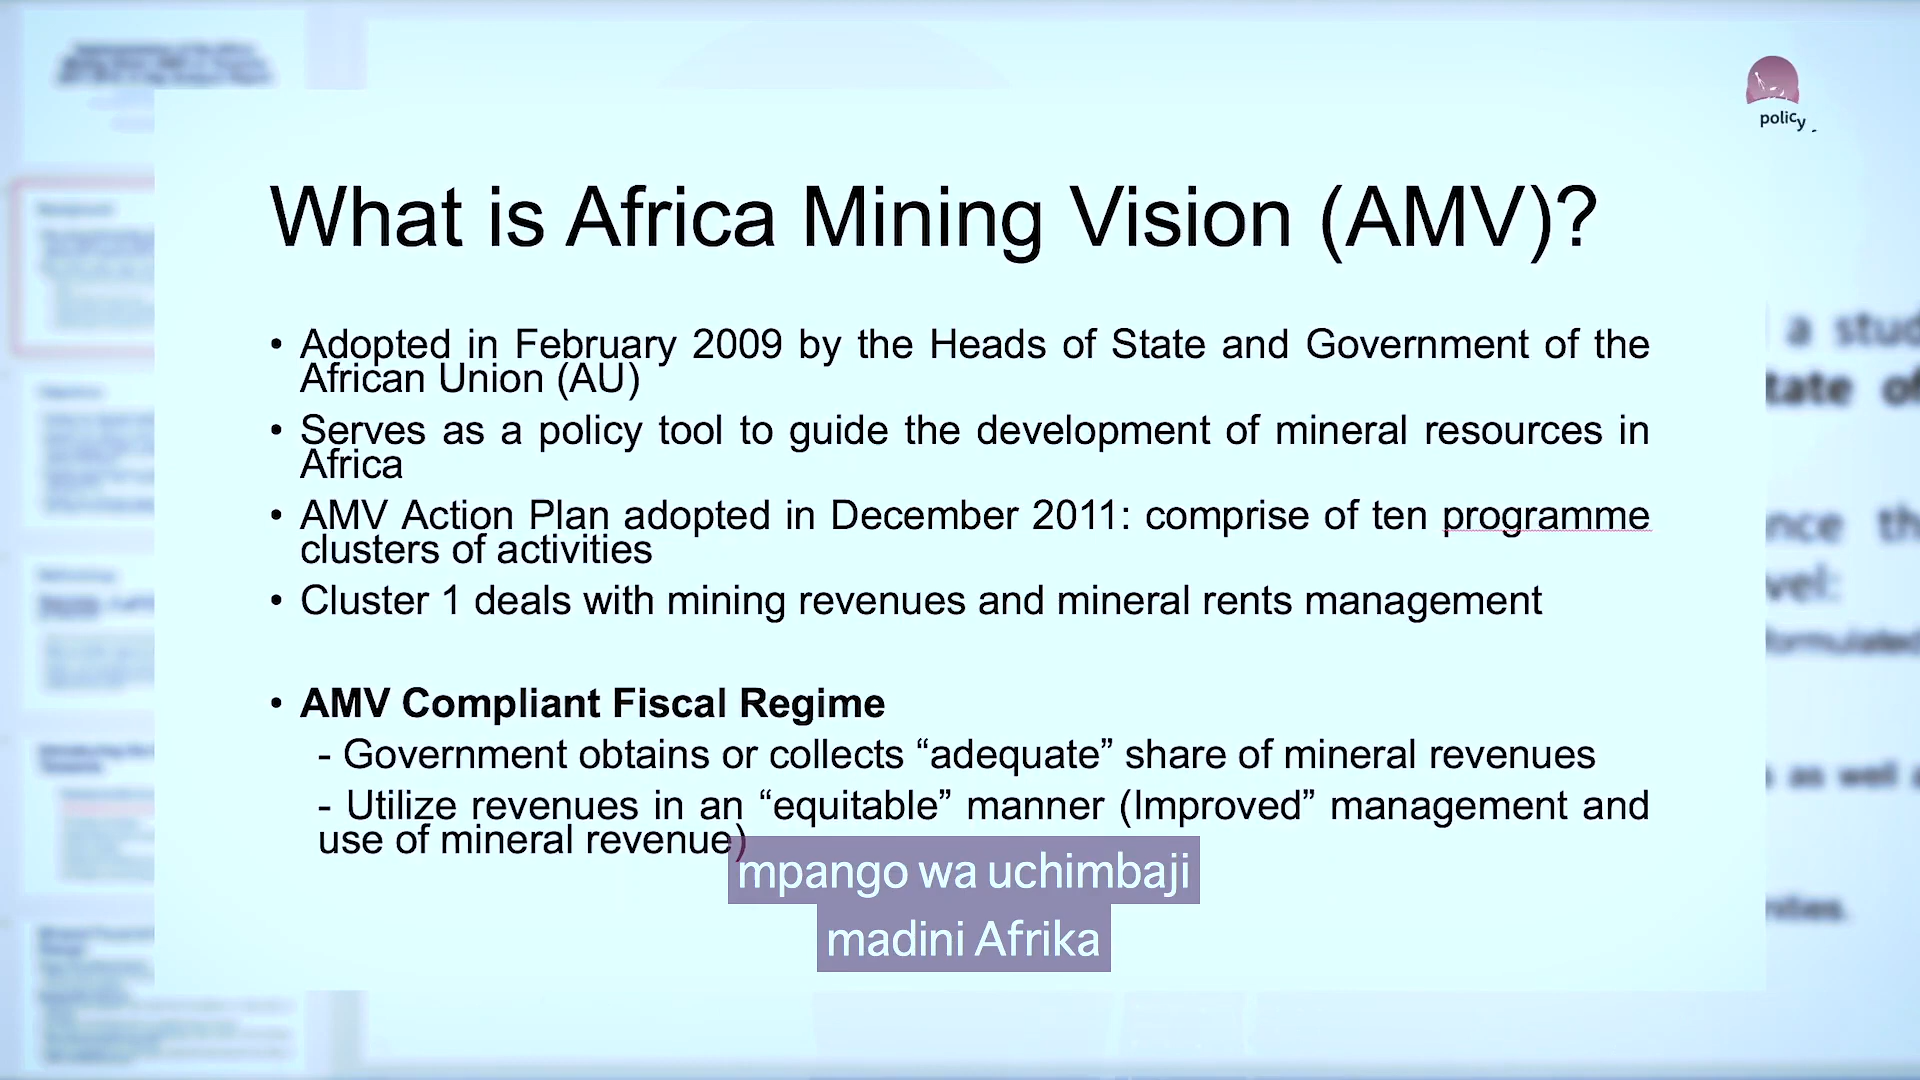 policy
What is Africa Mining Vision (AMV)?
• Adopted in February 2009 by the Heads of State and Government of the
African Union (AU)
• Serves as a policy tool to guide the development of mineral resources in
Africa
• AMV Action Plan adopted in December 2011: comprise of ten programme
clusters of activities
• Cluster 1 deals with mining revenues and mineral rents management
• AMV Compliant Fiscal Regime
- Government obtains or collects “adequate” share of mineral revenues
- Utilize revenues in an “equitable” manner (Improved” management and
use of mineral revenue)
mpango wa uchimbaji
madini Afrika
a
as well